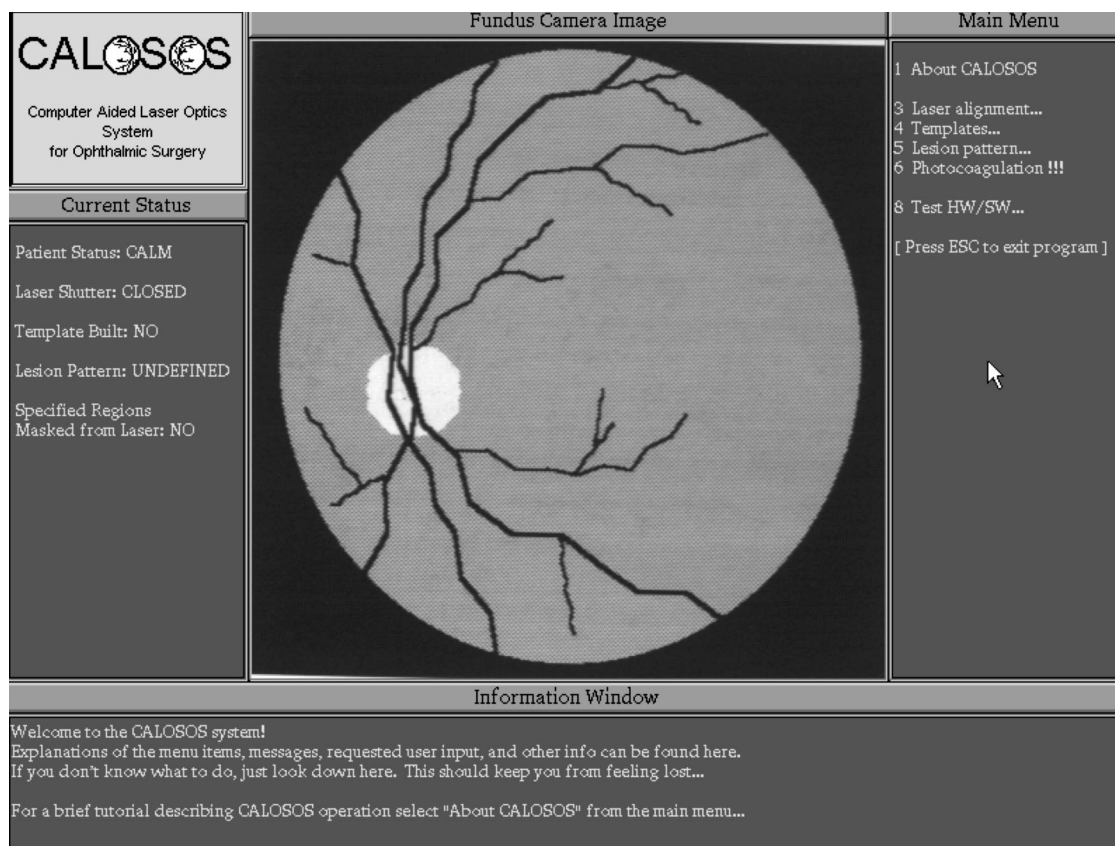 CALOSOS
Computer Aided Laser Optics
System
for Ophthalmic Surgery
Current Status
Patient Status: CALM
Laser Shutter: CLOSED
Template Built: NO
Lesion Pattern: UNDEFINED
Specified Regions
Masked from Laser: NO
Fundus Camera Image
Main Menu
1 About CALOSOS
3 Laser alignment...
4 Templates...
5 Lesion pattern...
6 Photocoagulation !!!
8 Test HW/SW...
[ Press ESC to exit program ]
Information Window
Welcome to the CALOSOS system!
Explanations of the menu items, messages, requested user input, and other info can be found here.
If you don't know what to do, just look down here. This should keep you from feeling lost...
For a brief tutorial describing CALOSOS operation select "About CALOSOS" from the main menu...